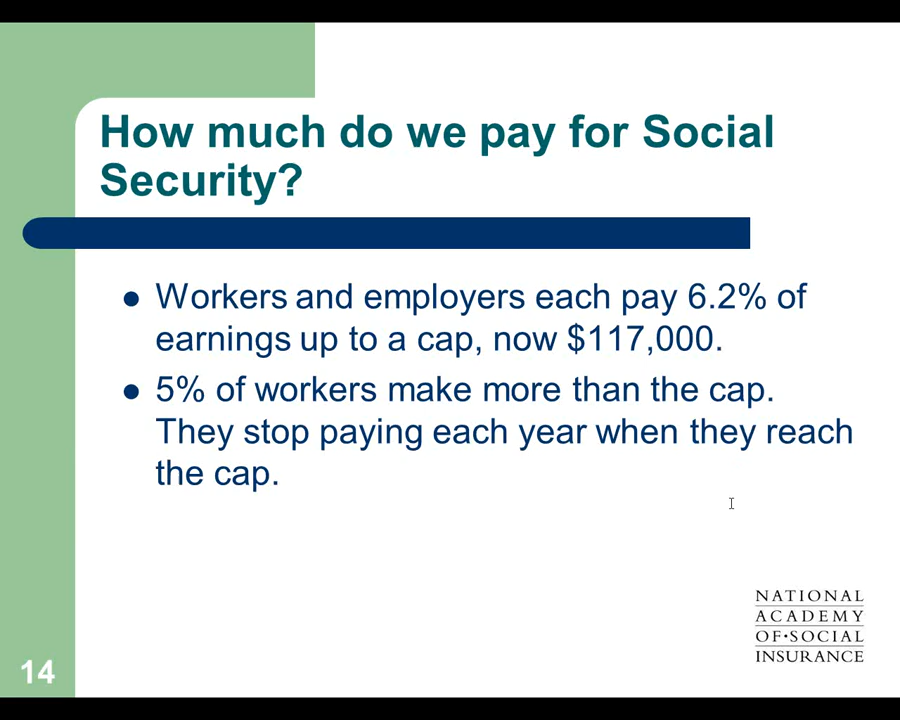 How much do we pay for Social
Security?
● Workers and employers each pay 6.2% of
earnings up to a cap, now $117,000.
● 5% of workers make more than the cap.
They stop paying each year when they reach
the cap.
NATIONAL
ACADEMY
OF·SOCIAL
INSURANCE
14